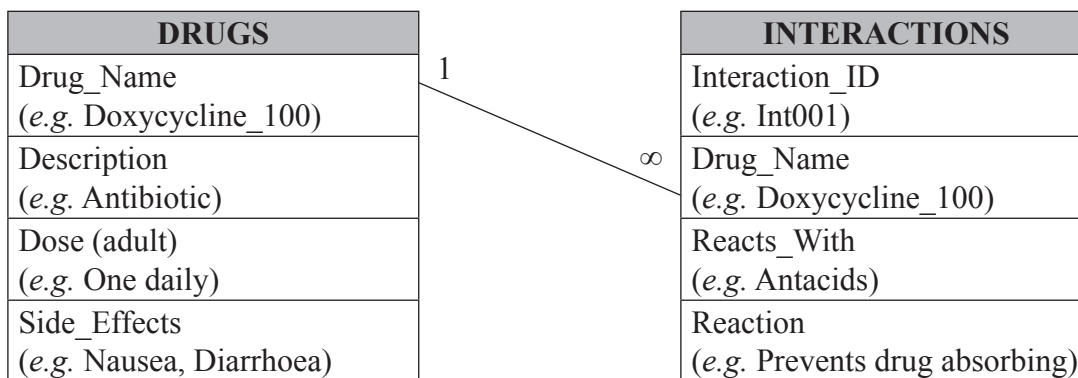 DRUGS
Drug_Name
(e.g. Doxycycline_100)
Description
(e.g. Antibiotic)
Dose (adult)
(e.g. One daily)
Side_Effects
(e.g. Nausea, Diarrhoea)
1
∞
INTERACTIONS
Interaction_ID
(e.g. Int001)
Drug_Name
(e.g. Doxycycline_100)
Reacts_With
(e.g. Antacids)
Reaction
(e.g. Prevents drug absorbing)